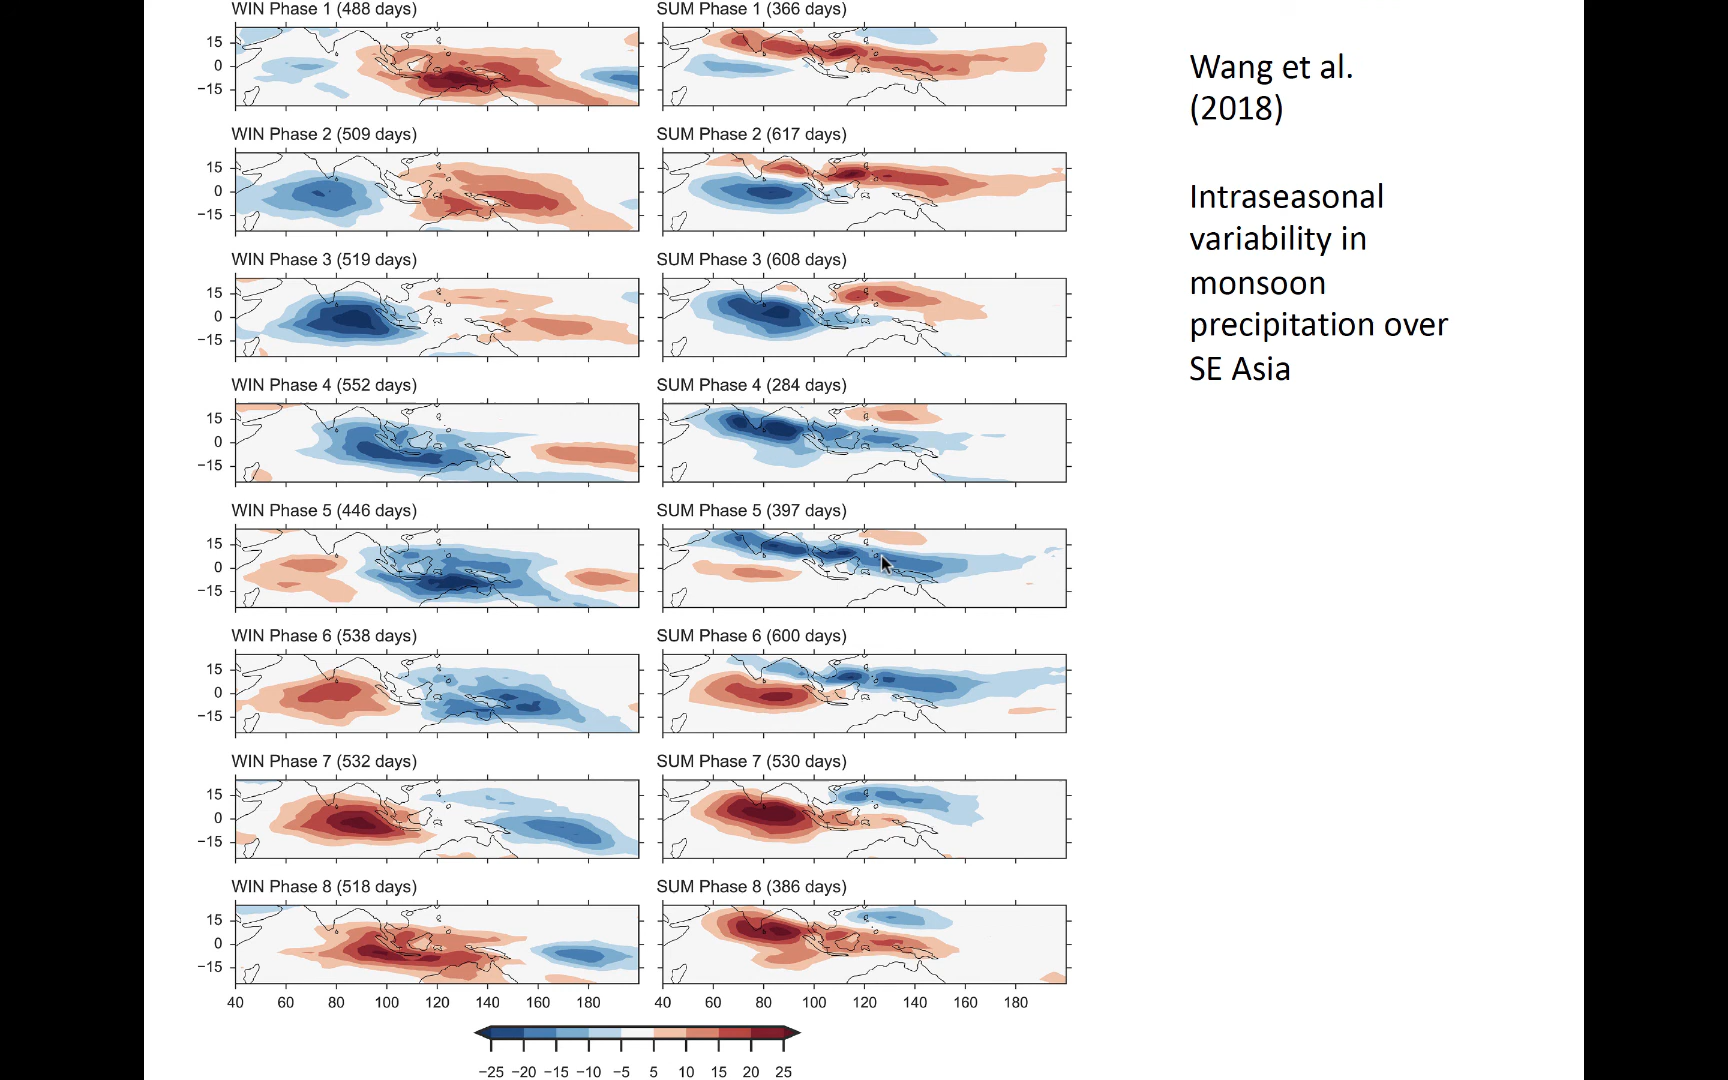 WIN Phase 1 (488 days)
SUM Phase 1 (366 days)
15
0
−15
WIN Phase 2 (509 days)
SUM Phase 2 (617 days)
15
0
−15
WIN Phase 3 (519 days)
SUM Phase 3 (608 days)
15
0
−15
WIN Phase 4 (552 days)
SUM Phase 4 (284 days)
15
0
−15
WIN Phase 5 (446 days)
SUM Phase 5 (397 days)
15
0
−15
WIN Phase 6 (538 days)
SUM Phase 6 (600 days)
15
0
−15
WIN Phase 7 (532 days)
SUM Phase 7 (530 days)
15
0
−15
WIN Phase 8 (518 days)
SUM Phase 8 (386 days)
15
0
−15
40 60 80 100 120 140 160 180
40 60 80 100 120 140 160 180
−25 −20 −15 −10 −5 5 10 15 20 25
Wang et al.
(2018)
Intraseasonal
variability in
monsoon
precipitation over
SE Asia